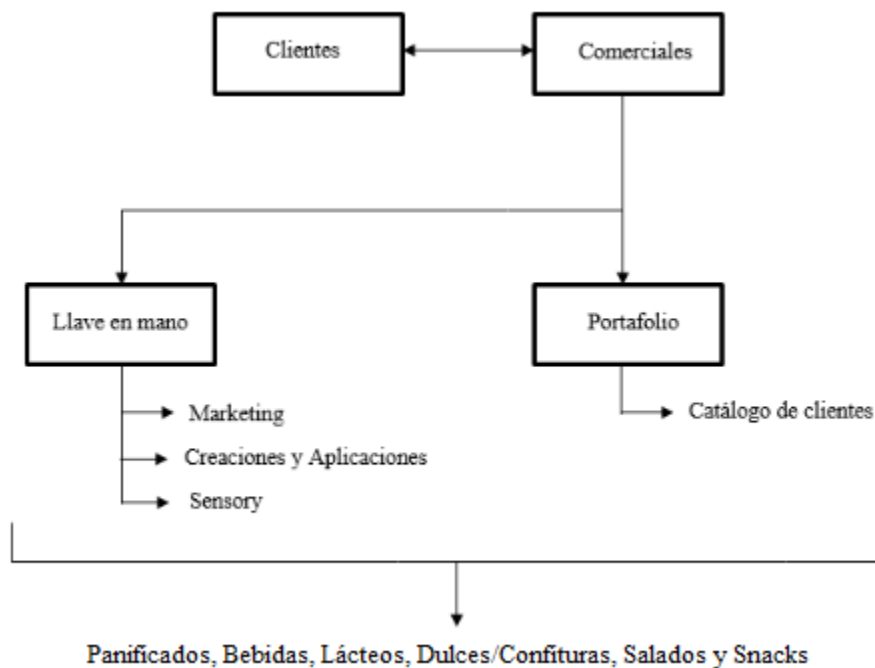 Clientes
Comerciales
Llave en mano
Portafolio
Marketing
Catálogo de clientes
Creaciones y Aplicaciones
Sensory
Panificados, Bebidas, Lácteos, Dulces/Confituras, Salados y Snacks